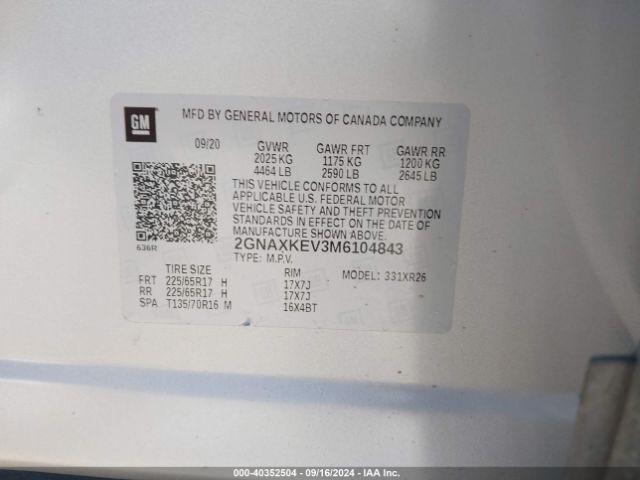 GM
MFD BY GENERAL MOTORS OF CANADA COMPANY
09/20 GVWR GAWR FRT GAWR RR
2025 KG 1175 KG 1200 KG
4464 LB 2590 LB 2645 LB
THIS VEHICLE CONFORMS TO ALL
APPLICABLE U.S. FEDERAL MOTOR
VEHICLE SAFETY AND THEFT PREVENTION
STANDARDS IN EFFECT ON THE DATE OF
MANUFACTURE SHOWN ABOVE.
636R
2GNAXKEV3M6104843
TYPE: M.P.V. MODEL: 331XR26
TIRE SIZE RIM
FRT 225/65R17 H 17X7J
RR 225/65R17 H 17X7J
SPA T135/70R16 M 16X4BT
000-40352504 - 09/16/2024 - IAA Inc.